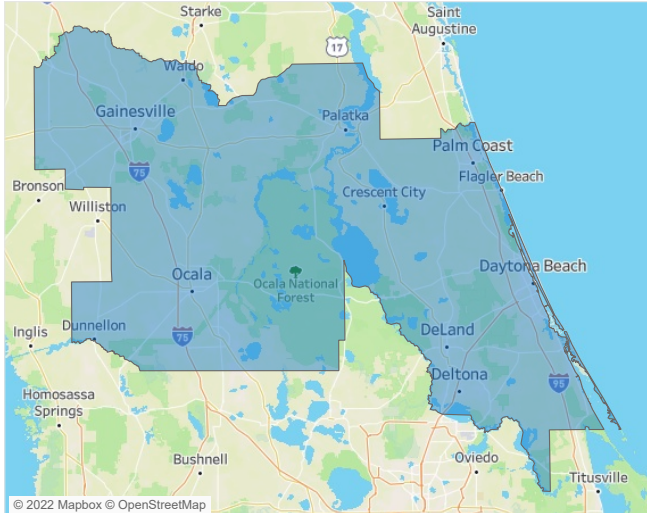 Starke
Saint
Augustine
17
Waldo
Gainesville
Palatka
Palm Coast
75
Flagler Beach
Bronson
Crescent City
Williston
Daytona Beach
Ocala
Ocala National
Forest
Inglis
Dunnellon
75
DeLand
Deltona
95
Homosassa
Springs
Bushnell
Oviedo
Titusville
© 2022 Mapbox © OpenStreetMap